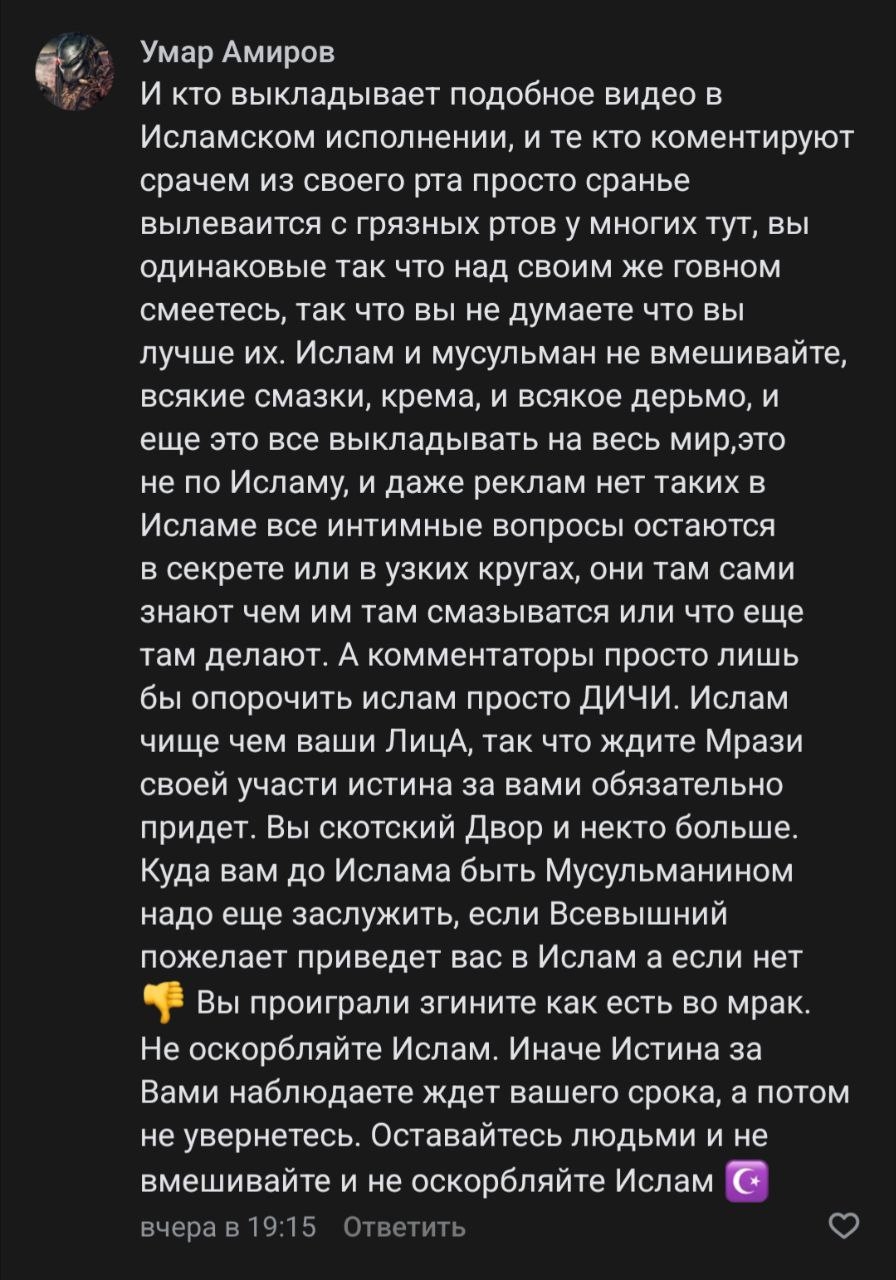 Умар Амиров
И кто выкладывает подобное видео в
Исламском исполнении, и те кто коментируют
срачем из своего рта просто сранье
вылеваится с грязных ртов у многих тут, вы
одинаковые так что над своим же говном
смеетесь, так что вы не думаете что вы
лучше их. Ислам и мусульман не вмешивайте,
всякие смазки, крема, и всякое дерьмо, и
еще это все выкладывать на весь мир,это
не по Исламу, и даже реклам нет таких в
Исламе все интимные вопросы остаются
в секрете или в узких кругах, они там сами
знают чем им там смазыватся или что еще
там делают. А комментаторы просто лишь
бы опорочить ислам просто ДИЧИ. Ислам
чище чем ваши ЛицА, так что ждите Мрази
своей участи истина за вами обязательно
придет. Вы скотский Двор и некто больше.
Куда вам до Ислама быть Мусульманином
надо еще заслужить, если Всевышний
пожелает приведет вас в Ислам а если нет
👎 Вы проиграли згините как есть во мрак.
Не оскорбляйте Ислам. Иначе Истина за
Вами наблюдаете ждет вашего срока, а потом
не увернетесь. Оставайтесь людьми и не
вмешивайте и не оскорбляйте Ислам ☪️
вчера в 19:15 Ответить